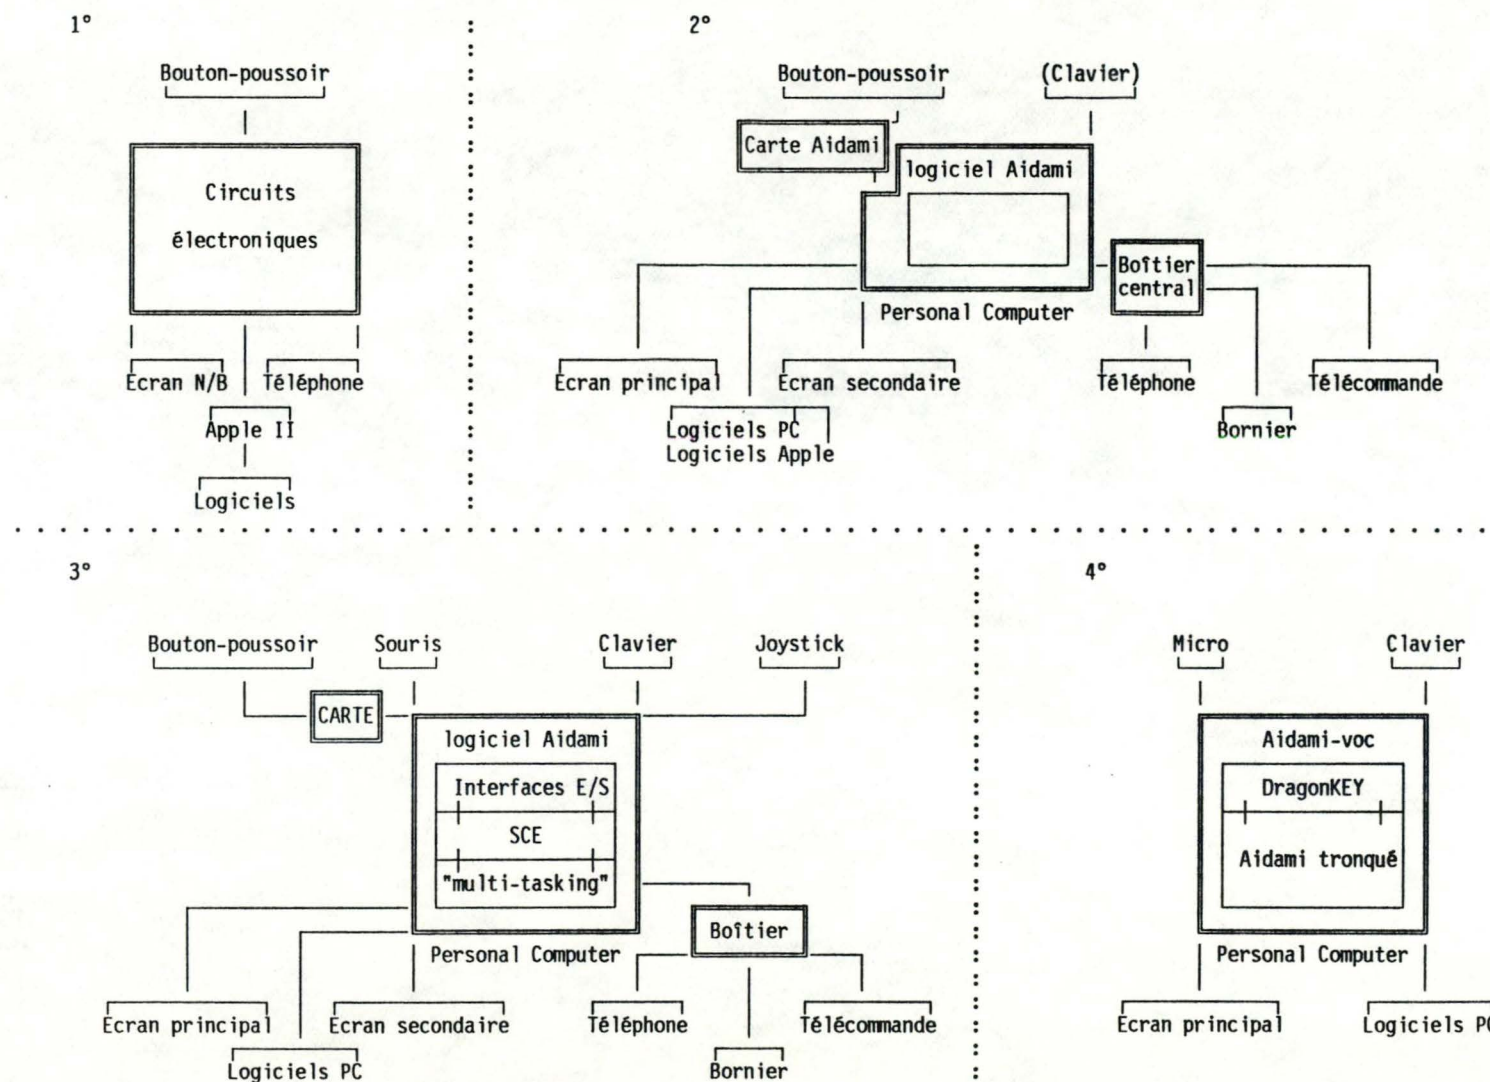 1°
Bouton-poussoir
Circuits
électroniques
Ecran N/B
Téléphone
Apple II
Logiciels
2°
Bouton-poussoir
(Clavier)
Carte Aidami
logiciel Aidami
Boîtier
central
Personal Computer
Ecran principal
Ecran secondaire
Téléphone
Télécommande
Logiciels PC
Logiciels Apple
Bornier
3°
Bouton-poussoir
Souris
Clavier
Joystick
CARTE
logiciel Aidami
Interfaces E/S
SCE
"multi-tasking"
Boîtier
Personal Computer
Ecran principal
Ecran secondaire
Téléphone
Télécommande
Logiciels PC
Bornier
4°
Micro
Clavier
Aidami-voc
DragonKEY
Aidami tronqué
Personal Computer
Ecran principal
Logiciels PC